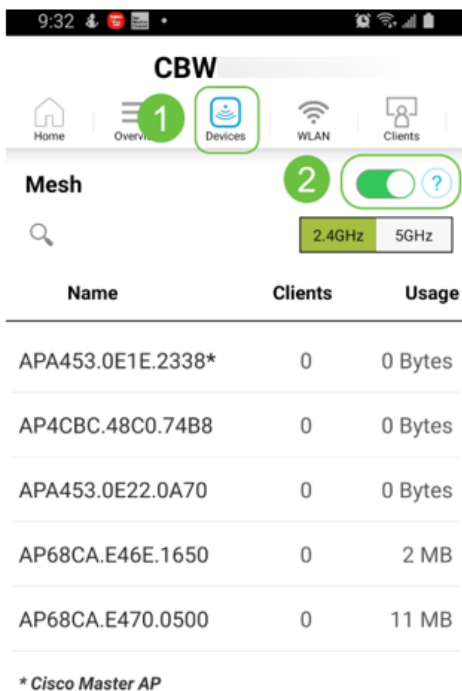 9:32
CBW
Home
1
Devices
WLAN
Clients
Mesh
2
?
2.4GHz 5GHz
Name Clients Usage
APA453.0E1E.2338* 0 0 Bytes
AP4CBC.48C0.74B8 0 0 Bytes
APA453.0E22.0A70 0 0 Bytes
AP68CA.E46E.1650 0 2 MB
AP68CA.E470.0500 0 11 MB
* Cisco Master AP